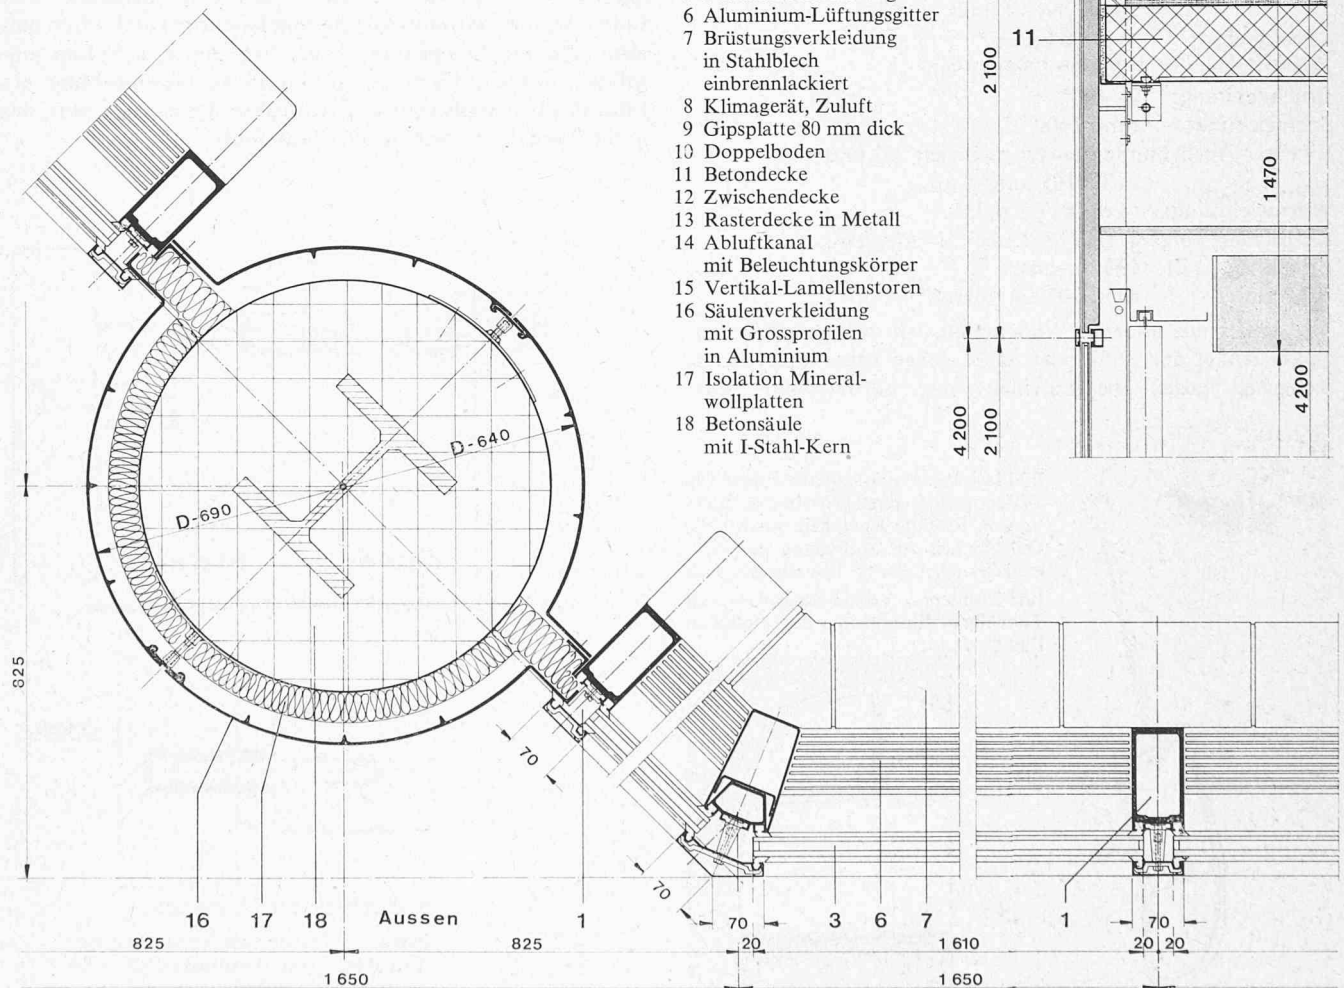 6 Aluminium-Lüftungsgitter
7 Brüstungsverkleidung
in Stahlblech
einbrennlackiert
8 Klimagerät, Zuluft
9 Gipsplatte 80 mm dick
10 Doppelboden
11 Betondecke
12 Zwischendecke
13 Rasterdecke in Metall
14 Abluftkanal
mit Beleuchtungskörper
15 Vertikal-Lamellenstoren
16 Säulenverkleidung
mit Grossprofilen
in Aluminium
17 Isolation Mineral-
wollplatten
18 Betonsäule
mit I-Stahl-Kern
11
2100
1470
4200
2100
4200
D-640
D-690
825
70
70
16 17 18 Aussen 1 70 3 6 7 1 70
825 825 20 1610 20 20
1650 1650